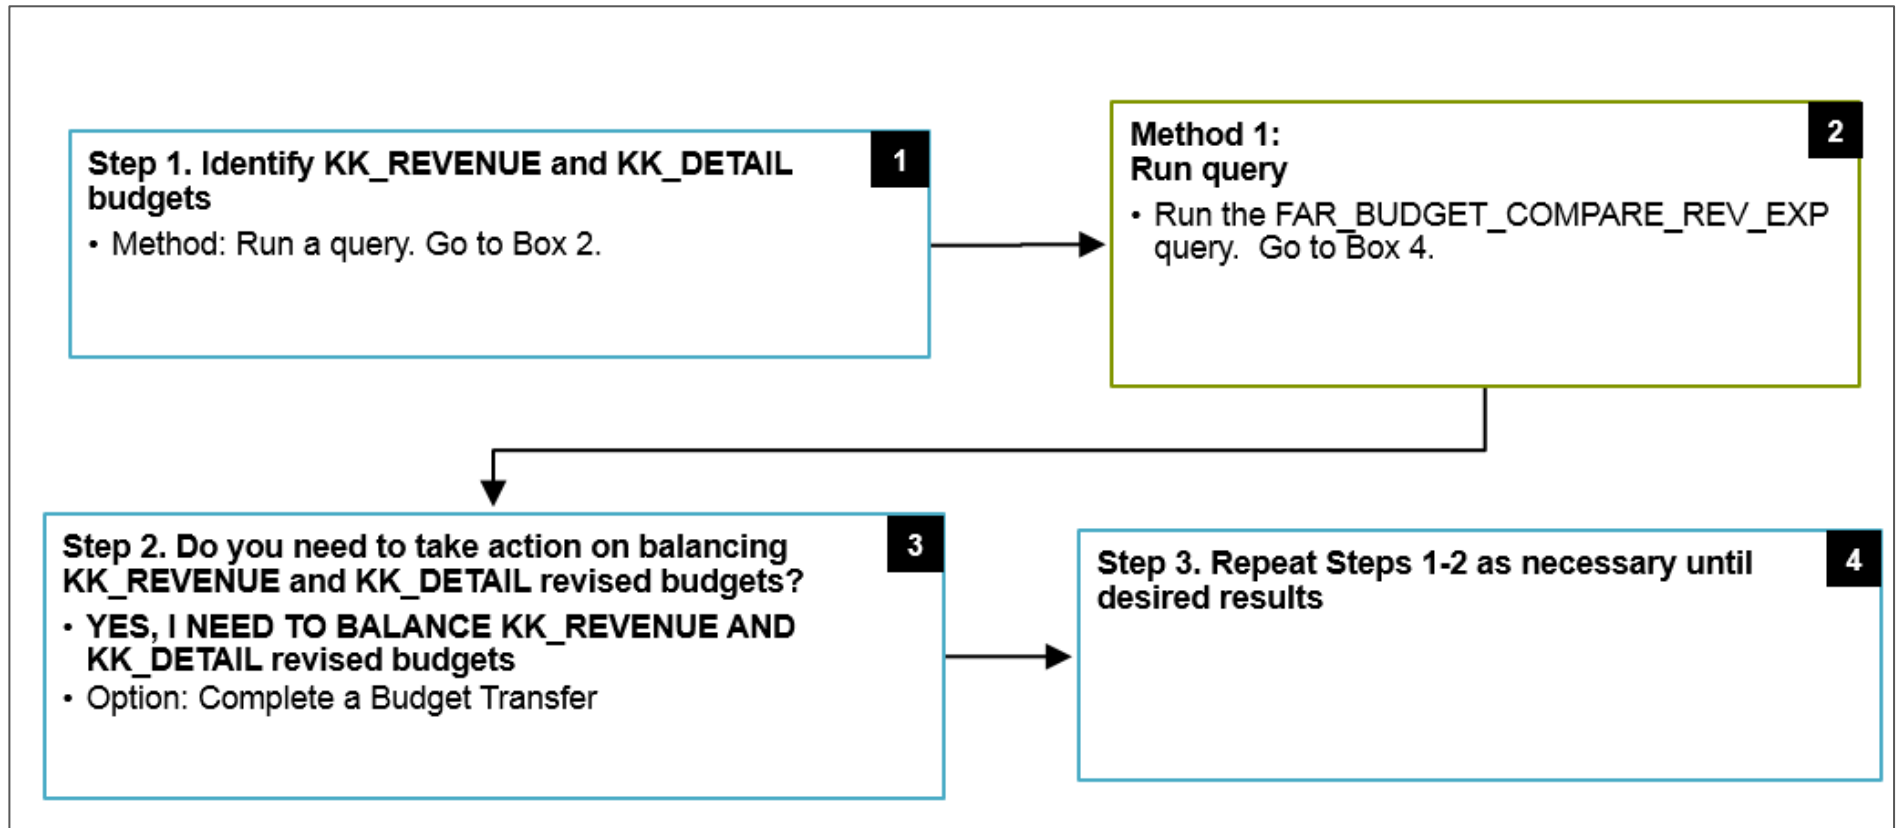 Step 1. Identify KK_REVENUE and KK_DETAIL
budgets
• Method: Run a query. Go to Box 2.
1
Method 1:
Run query
• Run the FAR_BUDGET_COMPARE_REV_EXP
query.  Go to Box 4.
2
Step 2. Do you need to take action on balancing
KK_REVENUE and KK_DETAIL revised budgets?
• YES, I NEED TO BALANCE KK_REVENUE AND
KK_DETAIL revised budgets
• Option: Complete a Budget Transfer
3
Step 3. Repeat Steps 1-2 as necessary until
desired results
4